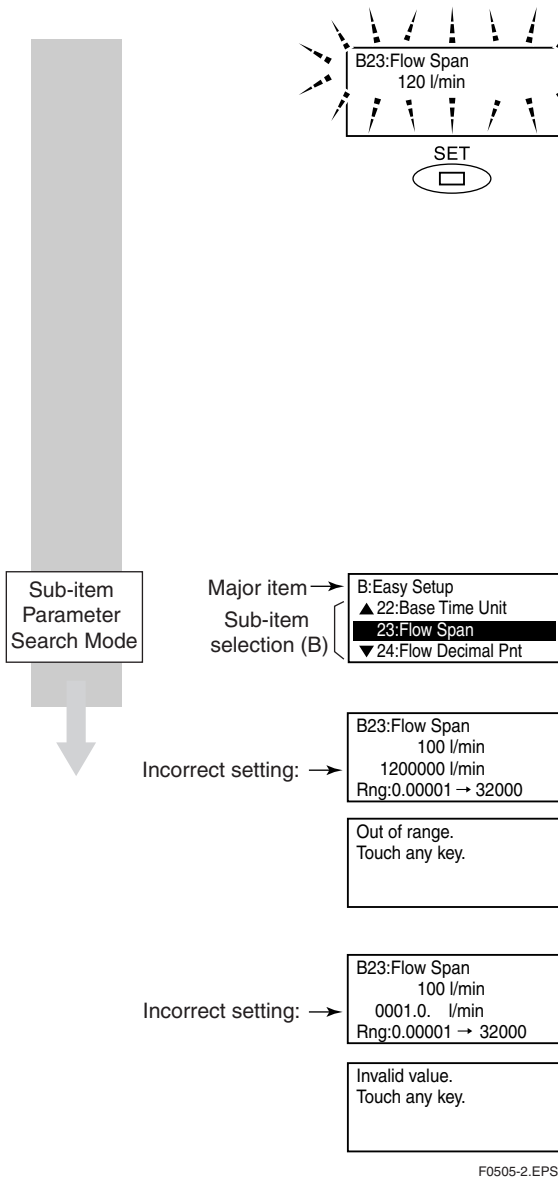 B23:Flow Span
120 l/min
SET
Sub-item
Parameter
Search Mode
Major item
Sub-item
selection (B)
B:Easy Setup
▲ 22:Base Time Unit
23:Flow Span
▼ 24:Flow Decimal Pnt
Incorrect setting:
B23:Flow Span
100 l/min
1200000 l/min
Rng:0.00001 → 32000
Out of range.
Touch any key.
Incorrect setting:
B23:Flow Span
100 l/min
0001.0. l/min
Rng:0.00001 → 32000
Invalid value.
Touch any key.
F0505-2.EPS